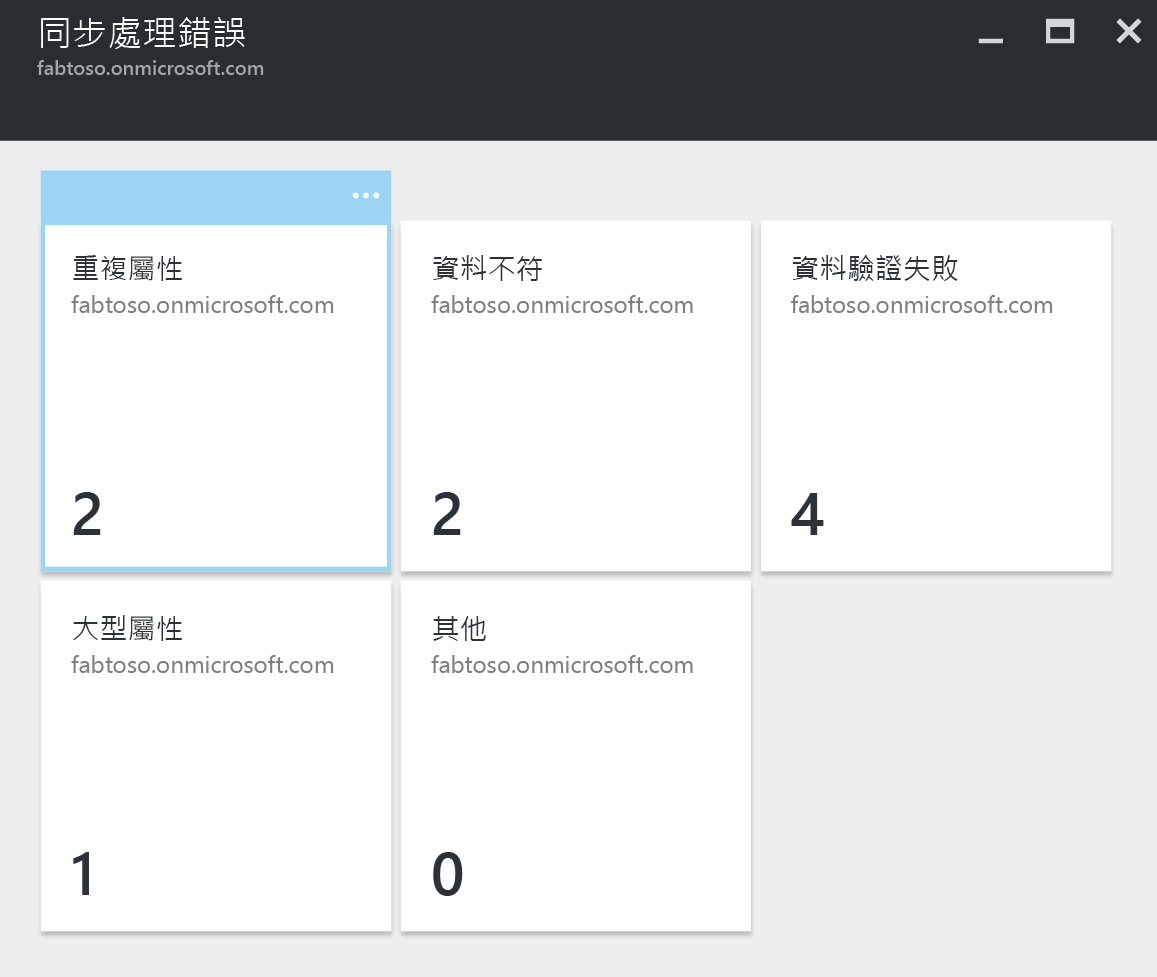 同步處理錯誤
fabtoso.onmicrosoft.com
重複屬性
fabtoso.onmicrosoft.com
2
資料不符
fabtoso.onmicrosoft.com
2
資料驗證失敗
fabtoso.onmicrosoft.com
4
大型屬性
fabtoso.onmicrosoft.com
1
其他
fabtoso.onmicrosoft.com
0